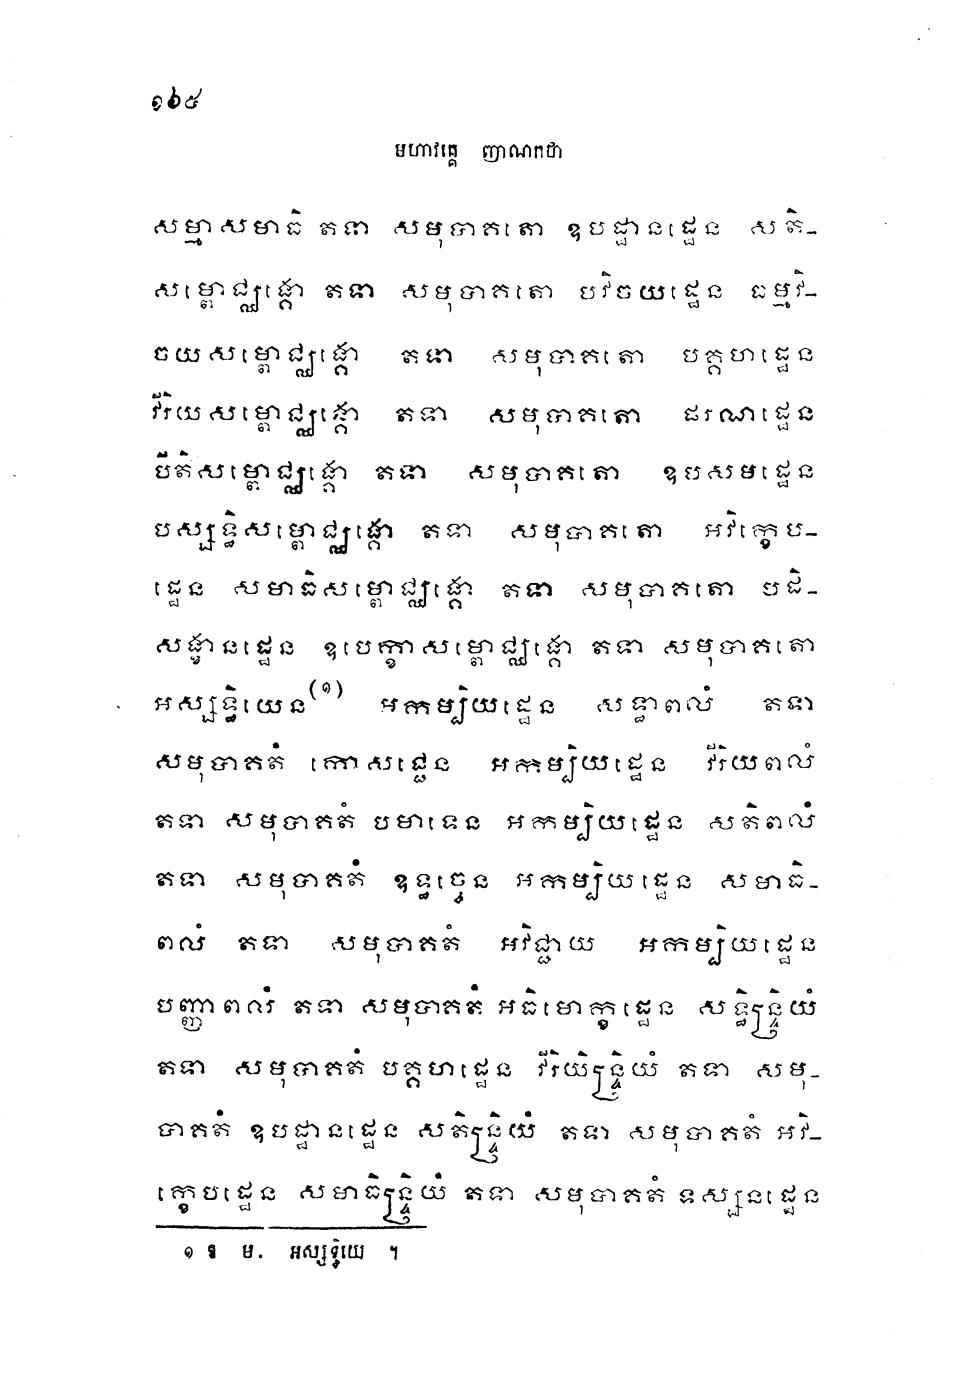 ១៦៥
មហាវគ្គេ ញាណកថា
សម្មាសមាធិ តទា សមុទាគតោ ឧបដ្ឋានដ្ឋេន សតិ-
សម្ពោជ្ឈង្គោ តទា សមុទាគតោ បវិចយដ្ឋេន ធម្មវិ-
ចយសម្ពោជ្ឈង្គោ តទា សមុទាគតោ បគ្គហដ្ឋេន
វីរិយសម្ពោជ្ឈង្គោ តទា សមុទាគតោ ផរណដ្ឋេន
បីតិសម្ពោជ្ឈង្គោ តទា សមុទាគតោ ឧបសមដ្ឋេន
បស្សទ្ធិសម្ពោជ្ឈង្គោ តទា សមុទាគតោ អវិក្ខេប-
ដ្ឋេន សមាធិសម្ពោជ្ឈង្គោ តទា សមុទាគតោ បដិ-
សង្ខានដ្ឋេន ឧបេក្ខាសម្ពោជ្ឈង្គោ តទា សមុទាគតោ
អស្សទ្ធិយេន(១) អកម្បិយដ្ឋេន សទ្ធាពលំ តទា
សមុទាគតំ កោសជ្ជេន អកម្បិយដ្ឋេន វីរិយពលំ
តទា សមុទាគតំ បមាទេន អកម្បិយដ្ឋេន សតិពលំ
តទា សមុទាគតំ ឧទ្ធច្ចេន អកម្បិយដ្ឋេន សមាធិ-
ពលំ តទា សមុទាគតំ អវិជ្ជាយ អកម្បិយដ្ឋេន
បញ្ញាពលំ តទា សមុទាគតំ អធិមោក្ខដ្ឋេន សទ្ធិន្ទ្រិយំ
តទា សមុទាគតំ បគ្គហដ្ឋេន វីរិយិន្ទ្រិយំ តទា សមុ-
ទាគតំ ឧបដ្ឋានដ្ឋេន សតិន្ទ្រិយំ តទា សមុទាគតំ អវិ-
ក្ខេបដ្ឋេន សមាធិន្ទ្រិយំ តទា សមុទាគតំ ទស្សនដ្ឋេន
១ ឱ ម. អស្សទ្ធិយេ ។